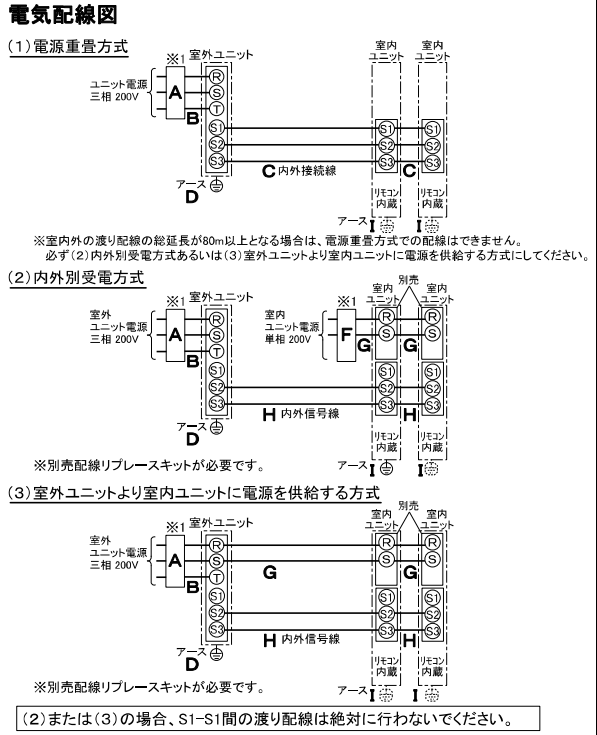 電気配線図
(1)電源重畳方式
※1 室外ユニット
室内
ユニット
室内
ユニット
ユニット電源
三相 200V
A
B
R
S
T
S1
S2
S3
S1
S2
S3
S1
S2
S3
C 内外接続線
C
アース
D
リモコン
内蔵
リモコン
内蔵
アース I
I
※室内外の渡り配線の総延長が80m以上となる場合は、電源重畳方式での配線はできません。
必ず(2)内外別受電方式あるいは(3)室外ユニットより室内ユニットに電源を供給する方式にしてください。
(2)内外別受電方式
別売
※1 室外ユニット
※1
室内
ユニット
室内
ユニット
室外
ユニット電源
三相 200V
A
B
R
S
T
S1
S2
S3
室内
ユニット電源
単相 200V
F
G
R
S
G
R
S
S1
S2
S3
S1
S2
S3
H 内外信号線
H
アース
D
リモコン
内蔵
リモコン
内蔵
※別売配線リプレースキットが必要です。
アース I
I
(3)室外ユニットより室内ユニットに電源を供給する方式
別売
※1 室外ユニット
室内
ユニット
室内
ユニット
室外
ユニット電源
三相 200V
A
B
R
S
T
S1
S2
S3
G
R
S
G
R
S
S1
S2
S3
S1
S2
S3
H 内外信号線
H
アース
D
リモコン
内蔵
リモコン
内蔵
※別売配線リプレースキットが必要です。
アース I
I
(2)または(3)の場合、S1-S1間の渡り配線は絶対に行わないでください。